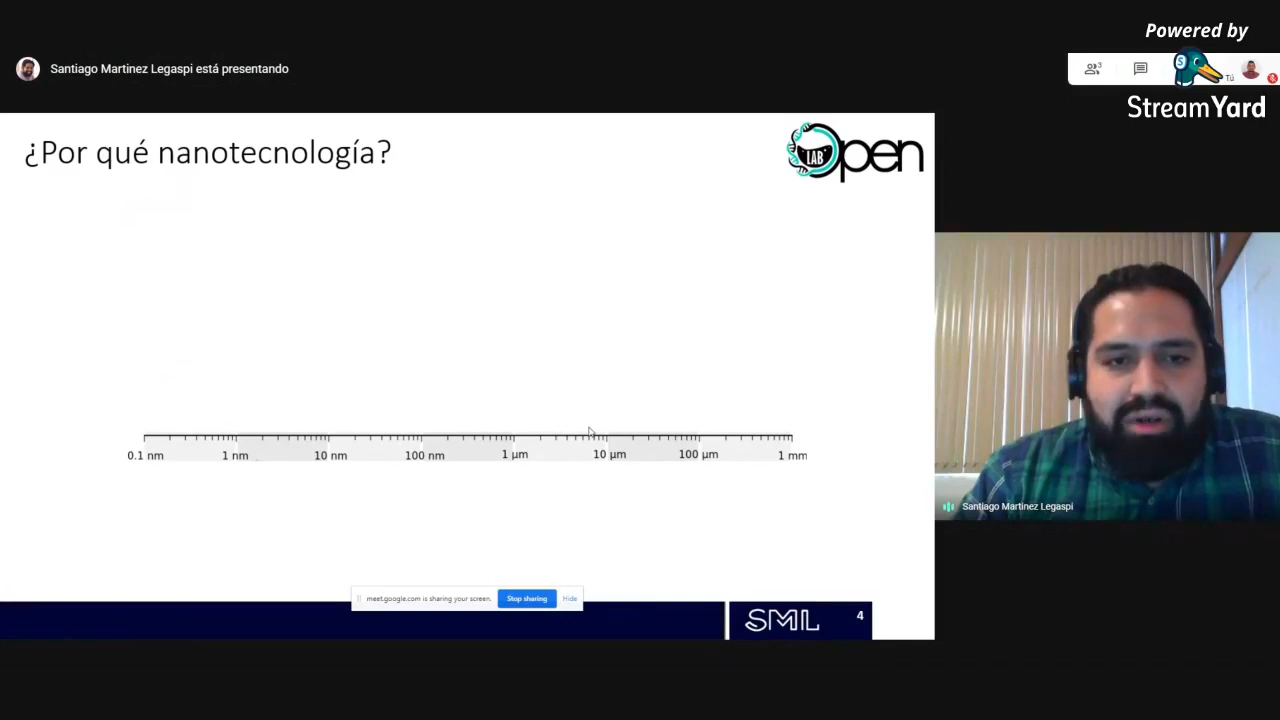 Powered by
StreamYard
Santiago Martinez Legaspi está presentando
3
Tú
¿Por qué nanotecnología?
LAB
Open
0.1 nm 1 nm 10 nm 100 nm 1 µm 10 µm 100 µm 1 mm
Santiago Martinez Legaspi
meet.google.com is sharing your screen. Stop sharing Hide
SML 4